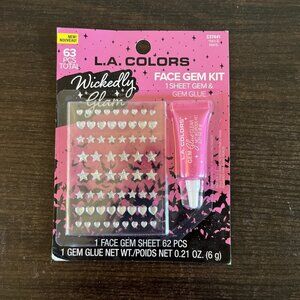 NEW!
NOUVEAU!
63
PCS
TOTAL
L.A. COLORS®
Wickedly
Glam
FACE GEM KIT
1 SHEET GEM &
GEM GLUE
L.A. COLORS
1 FACE GEM SHEET 62 PCS
1 GEM GLUE NET WT./POIDS NET 0.21 OZ. (6 g)